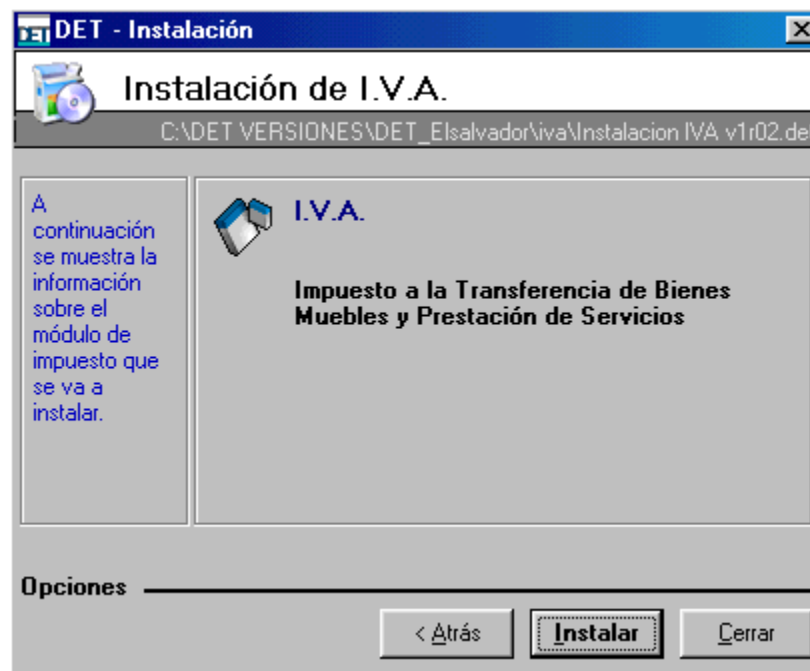 DET DET - Instalación
Instalación de I.V.A.
C:\DET VERSIONES\DET_Elsalvador\iva\Instalacion IVA v1r02.de
A
continuación
se muestra la
información
sobre el
módulo de
impuesto que
se va a
instalar.
I.V.A.
Impuesto a la Transferencia de Bienes
Muebles y Prestación de Servicios
Opciones
< Atrás
Instalar
Cerrar